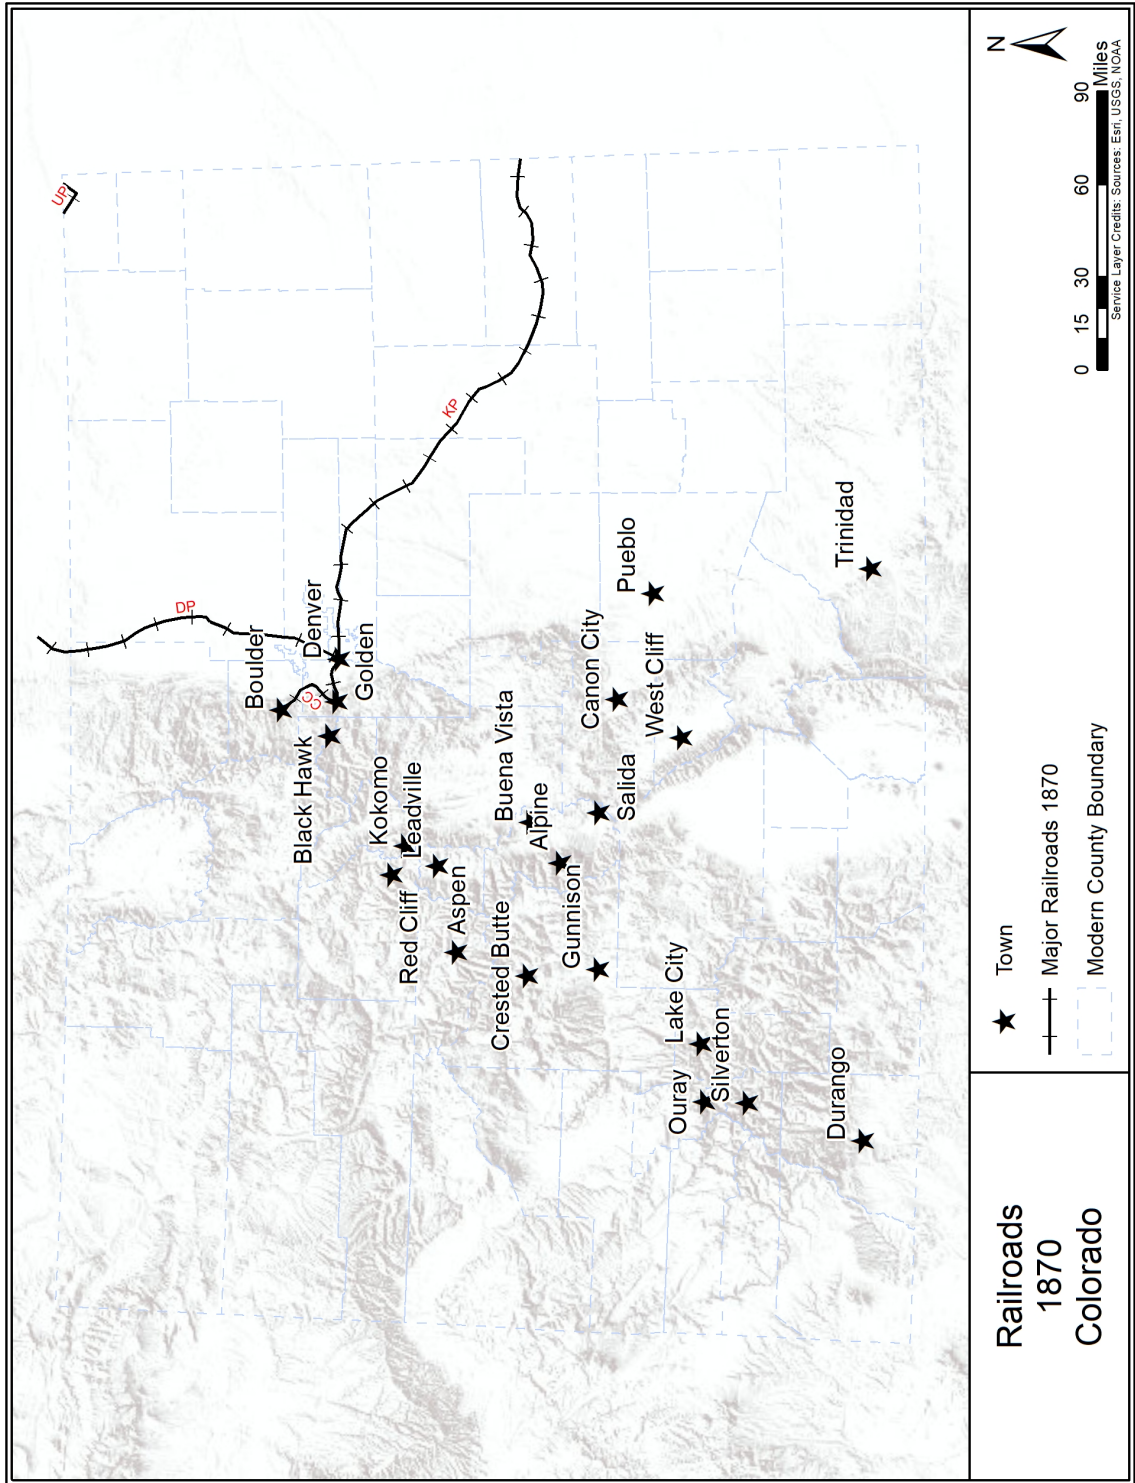 UP
DP
KP
CC
Boulder
Denver
Golden
Black Hawk
Kokomo
Leadville
Red Cliff
Aspen
Buena Vista
Alpine
Crested Butte
Gunnison
Canon City
Pueblo
West Cliff
Salida
Trinidad
Lake City
Ouray
Silverton
Durango
Railroads
1870
Colorado
Town
Major Railroads 1870
Modern County Boundary
N
0 15 30 60 90
Miles
Service Layer Credits: Sources: Esri, USGS, NOAA